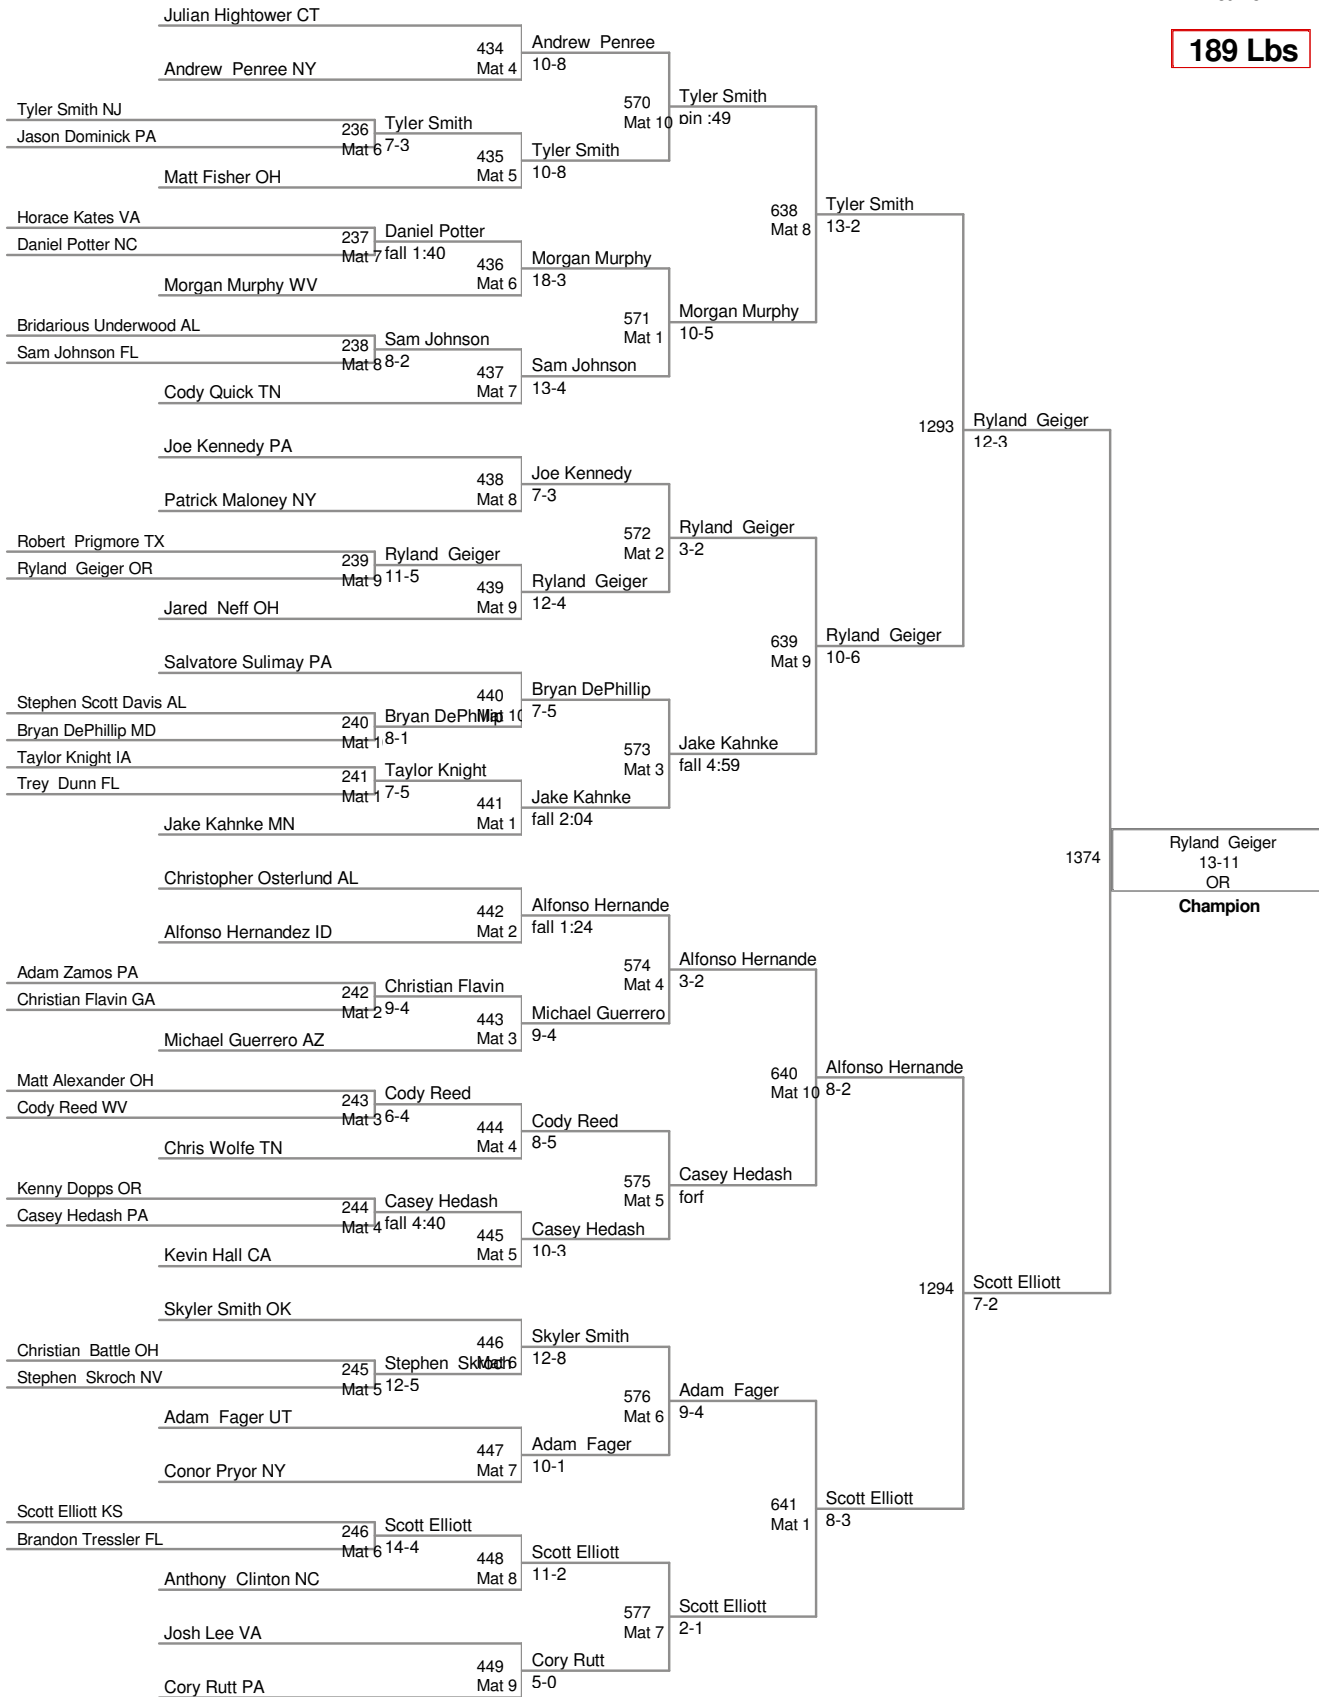 189 Lbs
Julian Hightower CT
434
Mat 4
Andrew Penree
10-8
Andrew Penree NY
570
Mat 10
Tyler Smith
pin :49
Tyler Smith NJ
Jason Dominick PA
236
Mat 6
Tyler Smith
7-3
435
Mat 5
Tyler Smith
10-8
Matt Fisher OH
638
Mat 8
Tyler Smith
13-2
Horace Kates VA
Daniel Potter NC
237
Mat 7
Daniel Potter
fall 1:40
436
Mat 6
Morgan Murphy
18-3
Morgan Murphy WV
571
Mat 1
Morgan Murphy
10-5
Bridarious Underwood AL
Sam Johnson FL
238
Mat 8
Sam Johnson
8-2
437
Mat 7
Sam Johnson
13-4
Cody Quick TN
1293
Ryland Geiger
12-3
Joe Kennedy PA
438
Mat 8
Joe Kennedy
7-3
Patrick Maloney NY
572
Mat 2
Ryland Geiger
3-2
Robert Prigmore TX
Ryland Geiger OR
239
Mat 9
Ryland Geiger
11-5
439
Mat 9
Ryland Geiger
12-4
Jared Neff OH
639
Mat 9
Ryland Geiger
10-6
Salvatore Sulimay PA
440
Mat 10
Bryan DePhillip
7-5
Stephen Scott Davis AL
Bryan DePhillip MD
240
Mat 1
Bryan DePhillip
8-1
573
Mat 3
Jake Kahnke
fall 4:59
Taylor Knight IA
Trey Dunn FL
241
Mat 1
Taylor Knight
7-5
441
Mat 1
Jake Kahnke
fall 2:04
Jake Kahnke MN
1374
Ryland Geiger
13-11
OR
Champion
Christopher Osterlund AL
442
Mat 2
Alfonso Hernande
fall 1:24
Alfonso Hernandez ID
574
Mat 4
Alfonso Hernande
3-2
Adam Zamos PA
Christian Flavin GA
242
Mat 2
Christian Flavin
9-4
443
Mat 3
Michael Guerrero
9-4
Michael Guerrero AZ
640
Mat 10
Alfonso Hernande
8-2
Matt Alexander OH
Cody Reed WV
243
Mat 3
Cody Reed
6-4
444
Mat 4
Cody Reed
8-5
Chris Wolfe TN
575
Mat 5
Casey Hedash
forf
Kenny Dopps OR
Casey Hedash PA
244
Mat 4
Casey Hedash
fall 4:40
445
Mat 5
Casey Hedash
10-3
Kevin Hall CA
1294
Scott Elliott
7-2
Skyler Smith OK
446
Mat 6
Skyler Smith
12-8
Christian Battle OH
Stephen Skroch NV
245
Mat 5
Stephen Skroch
12-5
576
Mat 6
Adam Fager
9-4
Adam Fager UT
447
Mat 7
Adam Fager
10-1
Conor Pryor NY
641
Mat 1
Scott Elliott
8-3
Scott Elliott KS
Brandon Tressler FL
246
Mat 6
Scott Elliott
14-4
448
Mat 8
Scott Elliott
11-2
Anthony Clinton NC
577
Mat 7
Scott Elliott
2-1
Josh Lee VA
449
Mat 9
Cory Rutt
5-0
Cory Rutt PA